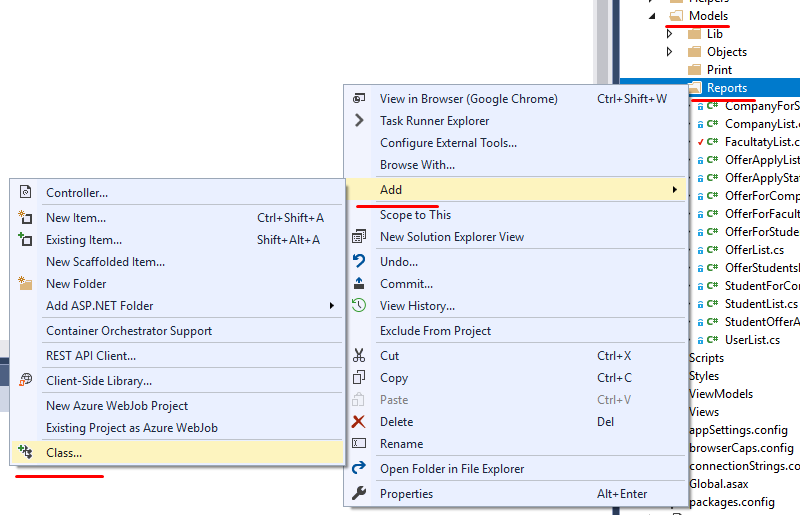 Helpers
Models
Lib
Objects
Print
Reports
CompanyForS
CompanyList.c
FacultatyList.c
OfferApplyList
OfferApplyStat
OfferForComp
OfferForFacult
OfferForStude
OfferList.cs
OfferStudentsL
StudentForCo
StudentList.cs
StudentOfferA
UserList.cs
Scripts
Styles
ViewModels
Views
appSettings.config
browserCaps.config
connectionStrings.co
Global.asax
packages.config
View in Browser (Google Chrome) Ctrl+Shift+W
Task Runner Explorer
Configure External Tools...
Browse With...
Add
Scope to This
New Solution Explorer View
Undo...
Commit...
View History...
Exclude From Project
Cut Ctrl+X
Copy Ctrl+C
Paste Ctrl+V
Delete Del
Rename
Open Folder in File Explorer
Properties Alt+Enter
Controller...
New Item... Ctrl+Shift+A
Existing Item... Shift+Alt+A
New Scaffolded Item...
New Folder
Add ASP.NET Folder
Container Orchestrator Support
REST API Client...
Client-Side Library...
New Azure WebJob Project
Existing Project as Azure WebJob
Class...